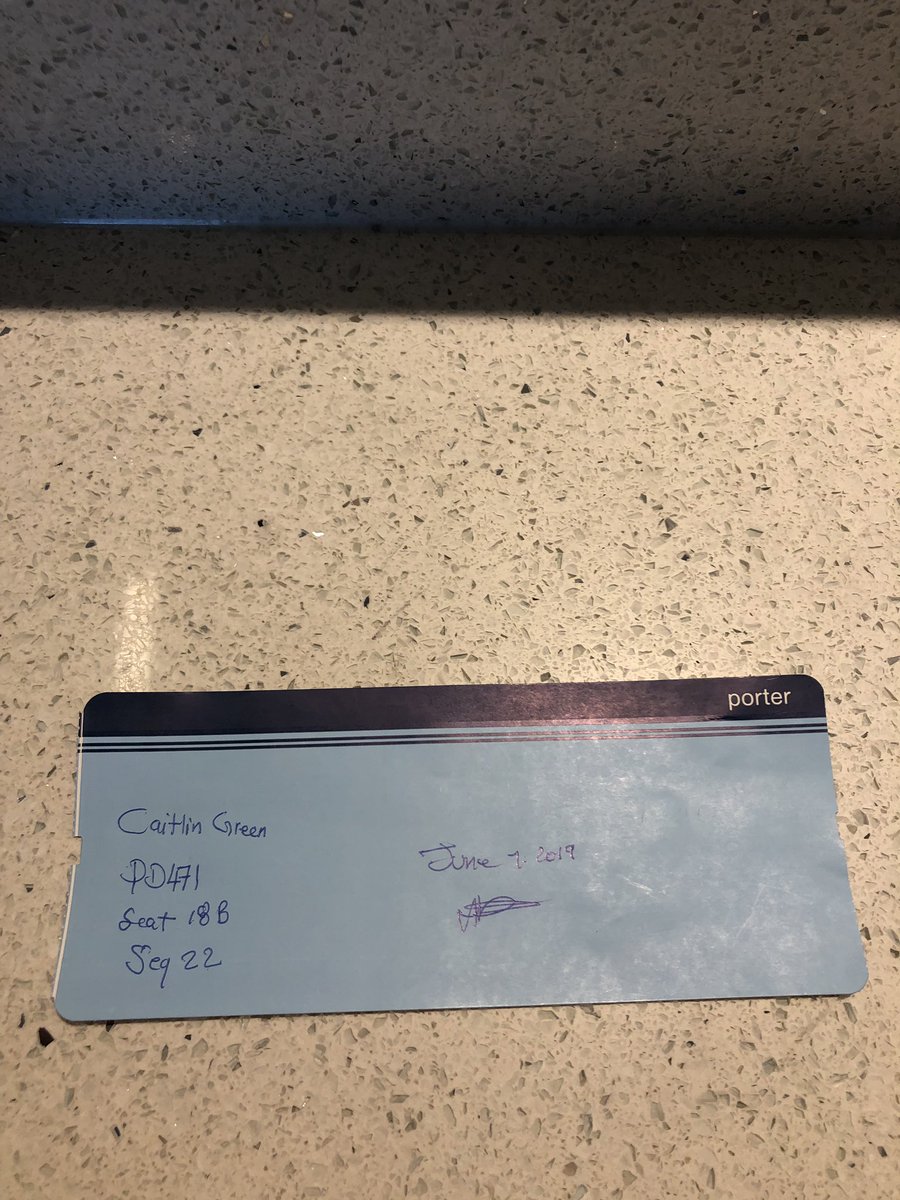 porter
Caitlin Green
PD471
Seat 18B
Seq 22
June 7. 2019